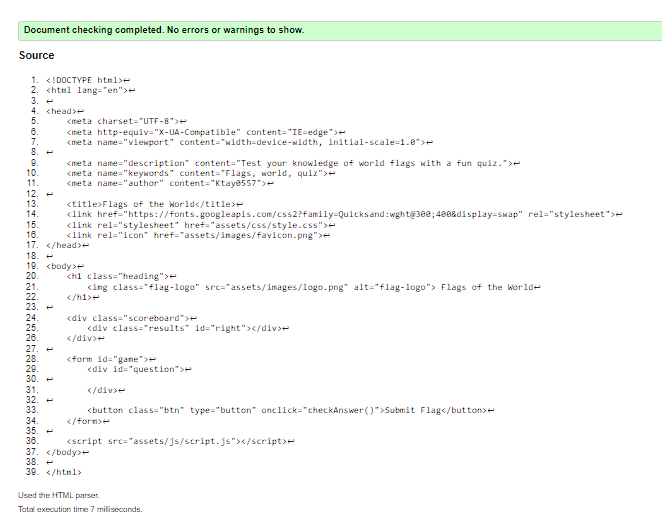 Document checking completed. No errors or warnings to show.
Source
1. <!DOCTYPE html>↩
2. <html lang="en">↩
3. ↩
4. <head>↩
5. <meta charset="UTF-8">↩
6. <meta http-equiv="X-UA-Compatible" content="IE=edge">↩
7. <meta name="viewport" content="width=device-width, initial-scale=1.0">↩
8. ↩
9. <meta name="description" content="Test your knowledge of world flags with a fun quiz.">↩
10. <meta name="keywords" content="Flags, world, quiz">↩
11. <meta name="author" content="Ktay0557">↩
12. ↩
13. <title>Flags of the World</title>↩
14. <link href="https://fonts.googleapis.com/css2?family=Quicksand:wght@300;400&display=swap" rel="stylesheet">↩
15. <link rel="stylesheet" href="assets/css/style.css">↩
16. <link rel="icon" href="assets/images/favicon.png">↩
17. </head>↩
18. ↩
19. <body>↩
20. <h1 class="heading">↩
21. <img class="flag-logo" src="assets/images/logo.png" alt="flag-logo"> Flags of the World↩
22. </h1>↩
23. ↩
24. <div class="scoreboard">↩
25. <div class="results" id="right"></div>↩
26. </div>↩
27. ↩
28. <form id="game">↩
29. <div id="question">↩
30. ↩
31. </div>↩
32. ↩
33. <button class="btn" type="button" onclick="checkAnswer()">Submit Flag</button>↩
34. </form>↩
35. ↩
36. <script src="assets/js/script.js"></script>↩
37. </body>↩
38. ↩
39. </html>
Used the HTML parser.
Total execution time 7 milliseconds.